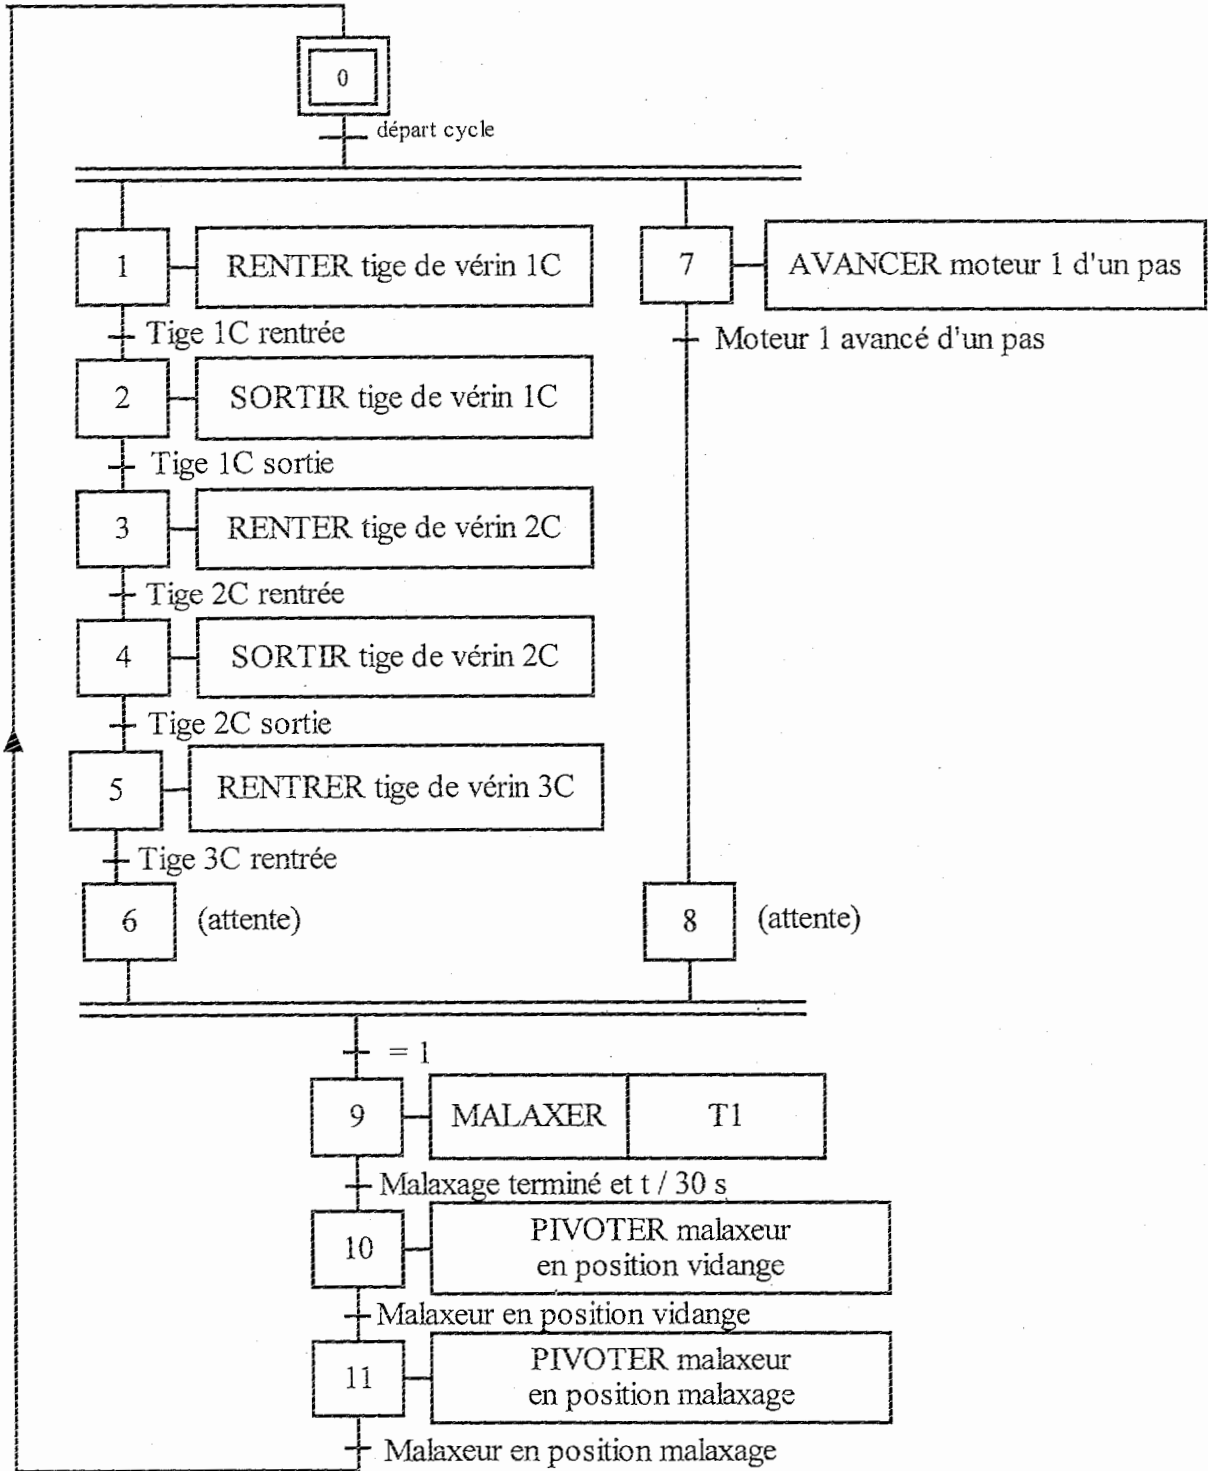 0
départ cycle
1
RENTER tige de vérin 1C
7
AVANCER moteur 1 d'un pas
Tige 1C rentrée
Moteur 1 avancé d'un pas
2
SORTIR tige de vérin 1C
Tige 1C sortie
3
RENTER tige de vérin 2C
Tige 2C rentrée
4
SORTIR tige de vérin 2C
Tige 2C sortie
5
RENTRER tige de vérin 3C
Tige 3C rentrée
6
(attente)
8
(attente)
= 1
9
MALAXER
T1
Malaxage terminé et t / 30 s
10
PIVOTER malaxeur
en position vidange
Malaxeur en position vidange
11
PIVOTER malaxeur
en position malaxage
Malaxeur en position malaxage